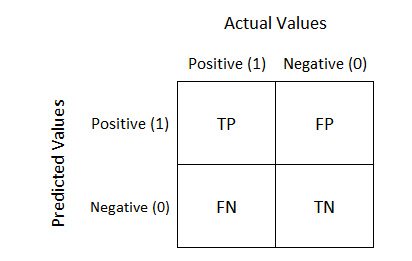 Actual Values
Positive (1) Negative (0)
Predicted Values
Positive (1) TP FP
Negative (0) FN TN